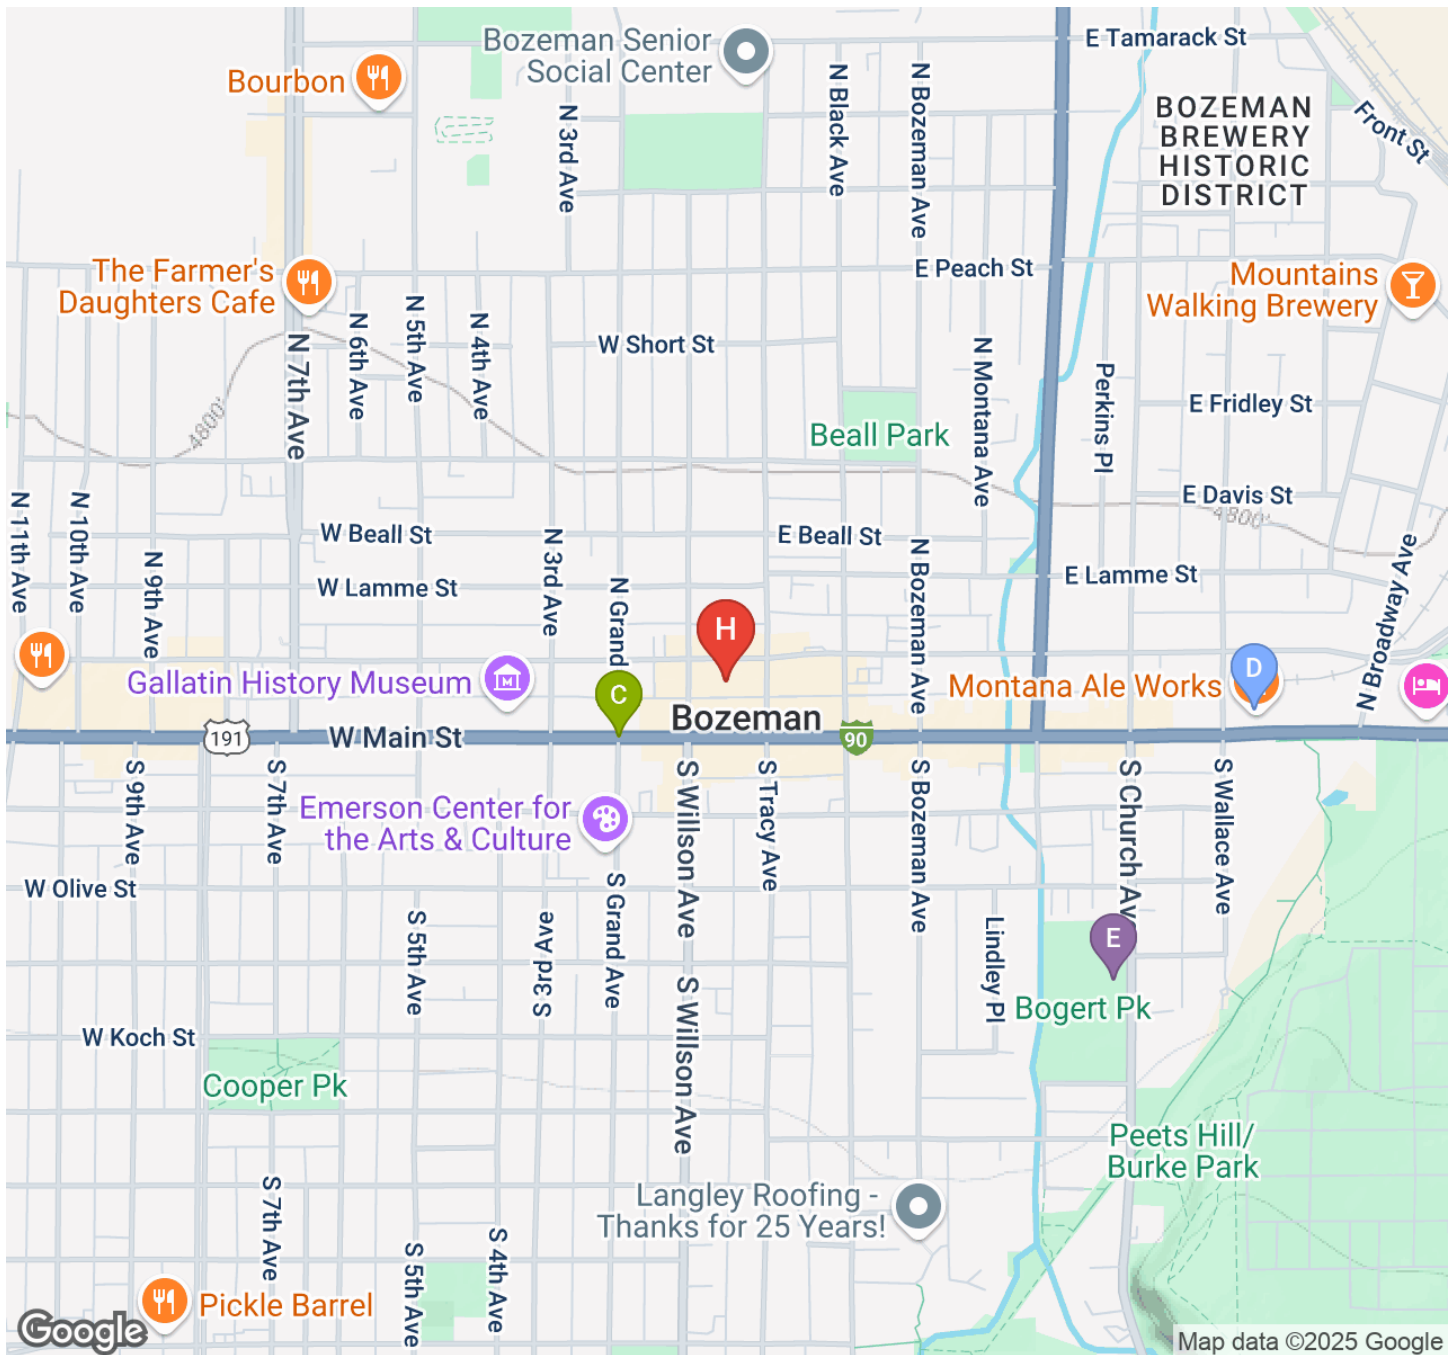 Bozeman Senior
Social Center
E Tamarack St
Bourbon
N 3rd Ave
N Black Ave
N Bozeman Ave
BOZEMAN
BREWERY
HISTORIC
DISTRICT
Front St
The Farmer's
Daughters Cafe
E Peach St
Mountains
Walking Brewery
N 7th Ave
N 6th Ave
N 5th Ave
N 4th Ave
W Short St
N Montana Ave
Perkins Pl
E Fridley St
4800'
Beall Park
N 11th Ave
N 10th Ave
N 9th Ave
E Davis St
4800'
W Beall St
N 3rd Ave
E Beall St
N Bozeman Ave
N Broadway Ave
W Lamme St
N Grand
E Lamme St
H
Gallatin History Museum
C
Montana Ale Works
D
Bozeman
191
W Main St
90
S 9th Ave
S 7th Ave
Emerson Center for
the Arts & Culture
S Willson Ave
S Tracy Ave
S Bozeman Ave
S Church Av
S Wallace Ave
W Olive St
S 5th Ave
S 3rd Ave
S Grand Ave
Lindley Pl
E
Bogert Pk
W Koch St
S Willson Ave
Cooper Pk
Peets Hill/
Burke Park
S 7th Ave
Langley Roofing -
Thanks for 25 Years!
S 5th Ave
S 4th Ave
Pickle Barrel
Google
Map data ©2025 Google